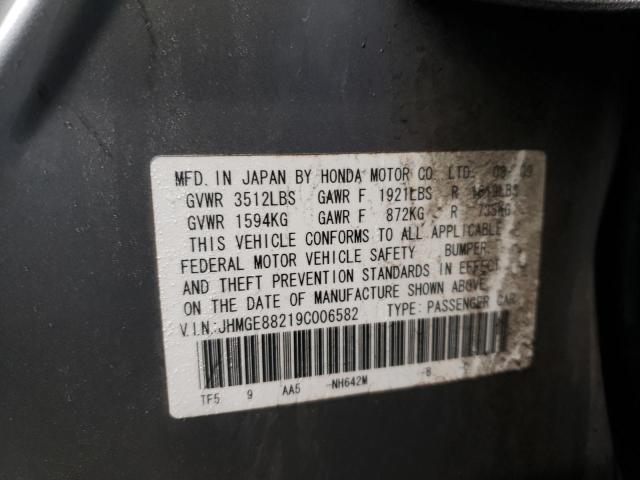 MFD. IN JAPAN BY HONDA MOTOR CO. LTD.
GVWR 3512LBS GAWR F 1921LBS R
GVWR 1594KG GAWR F 872KG R 735KG
THIS VEHICLE CONFORMS TO ALL APPLICABLE
FEDERAL MOTOR VEHICLE SAFETY BUMPER
AND THEFT PREVENTION STANDARDS IN EFFECT
ON THE DATE OF MANUFACTURE SHOWN ABOVE.
V.I.N.:JHMGE88219C006582 TYPE:PASSENGER CAR
TF5 9 AA5 -NH642M -8